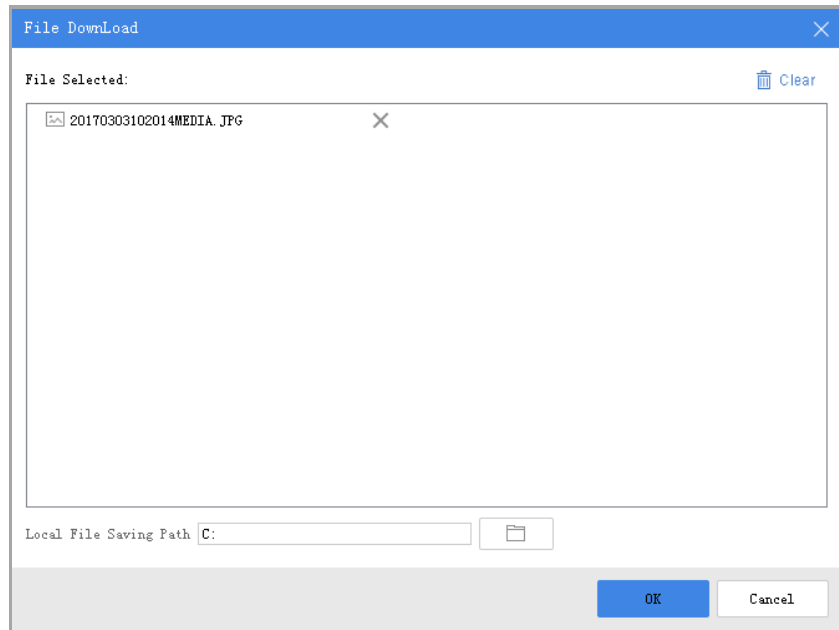 File DownLoad
File Selected:
Clear
20170303102014MEDIA.JPG
Local File Saving Path C:
OK
Cancel